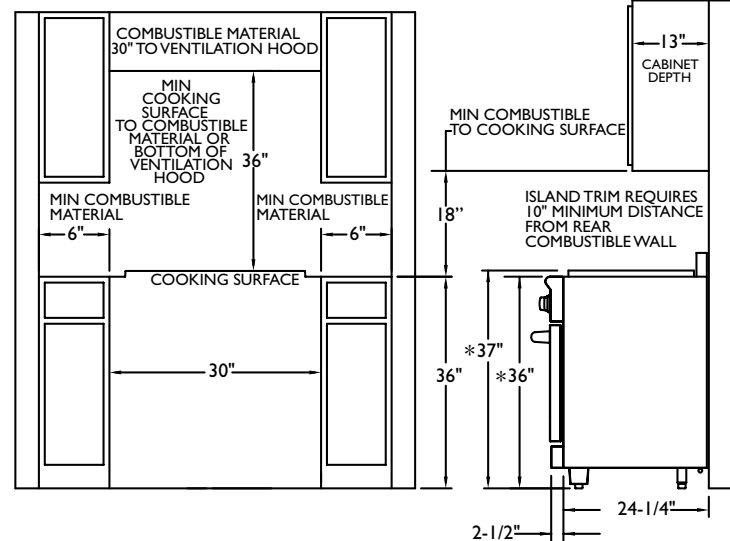 COMBUSTIBLE MATERIAL
30" TO VENTILATION HOOD
MIN
COOKING
SURFACE
TO COMBUSTIBLE
MATERIAL OR
BOTTOM OF
VENTILATION
HOOD
36"
MIN COMBUSTIBLE
MATERIAL
6"
MIN COMBUSTIBLE
MATERIAL
6"
COOKING SURFACE
30"
13"
CABINET
DEPTH
MIN COMBUSTIBLE
TO COOKING SURFACE
18”
ISLAND TRIM REQUIRES
10" MINIMUM DISTANCE
FROM REAR
COMBUSTIBLE WALL
36"
*37"
*36"
24-1/4"
2-1/2"